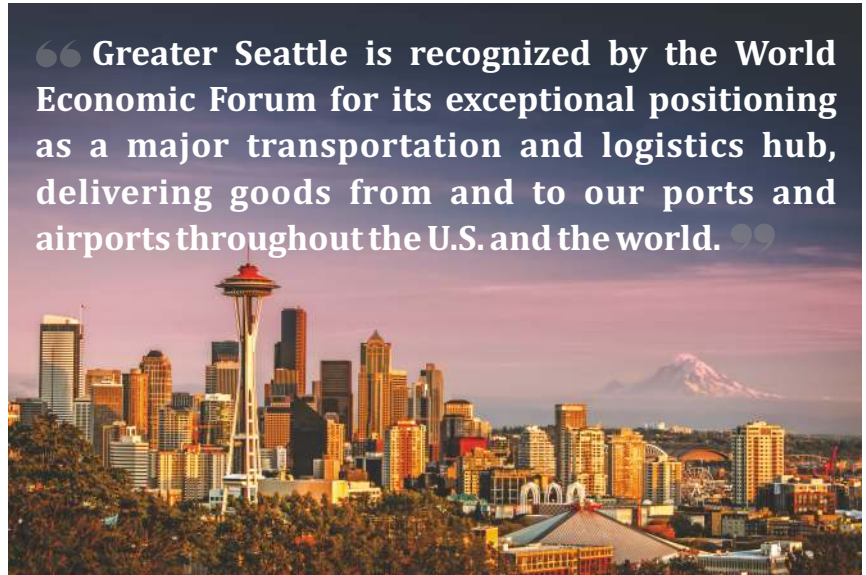 “ Greater Seattle is recognized by the World
Economic Forum for its exceptional positioning
as a major transportation and logistics hub,
delivering goods from and to our ports and
airports throughout the U.S. and the world. ”